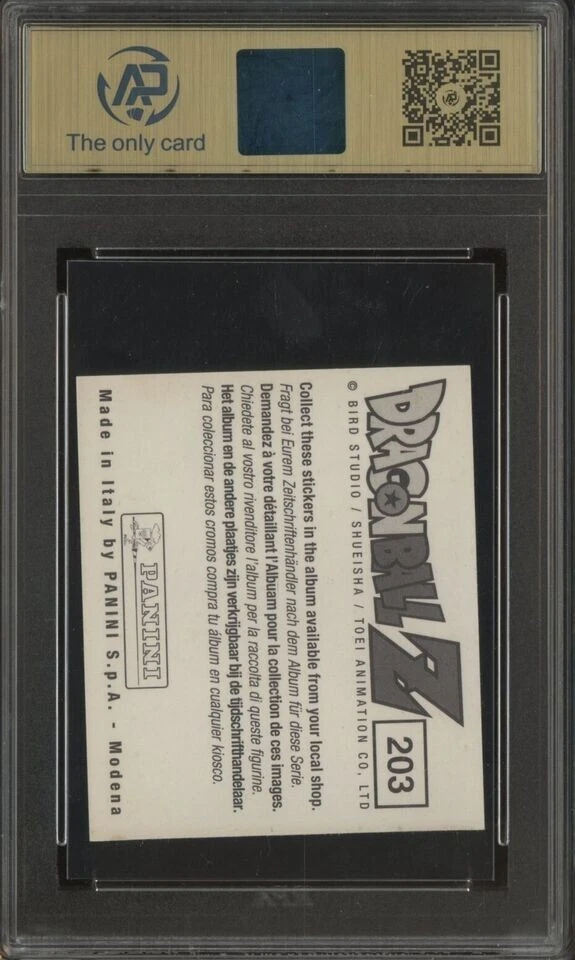 AP
The only card
DRAGON BALL Z
203
© BIRD STUDIO / SHUEISHA / TOEI ANIMATION CO, LTD
Collect these stickers in the album available from your local shop.
Fragt bei Eurem Zeitschriftenhändler nach dem Album für diese Serie.
Demandez à votre détaillant l'Albuam pour la collection de ces images.
Chiedete al vostro rivenditore l'album per la raccolta di queste figurine.
Het album en de andere plaatjes zijn verkrijgbaar bij de tijdschrifthandelaar.
Para coleccionar estos cromos compra tu álbum en cualquier kiosco.
PANINI
Made in Italy by PANINI S.p.A. - Modena